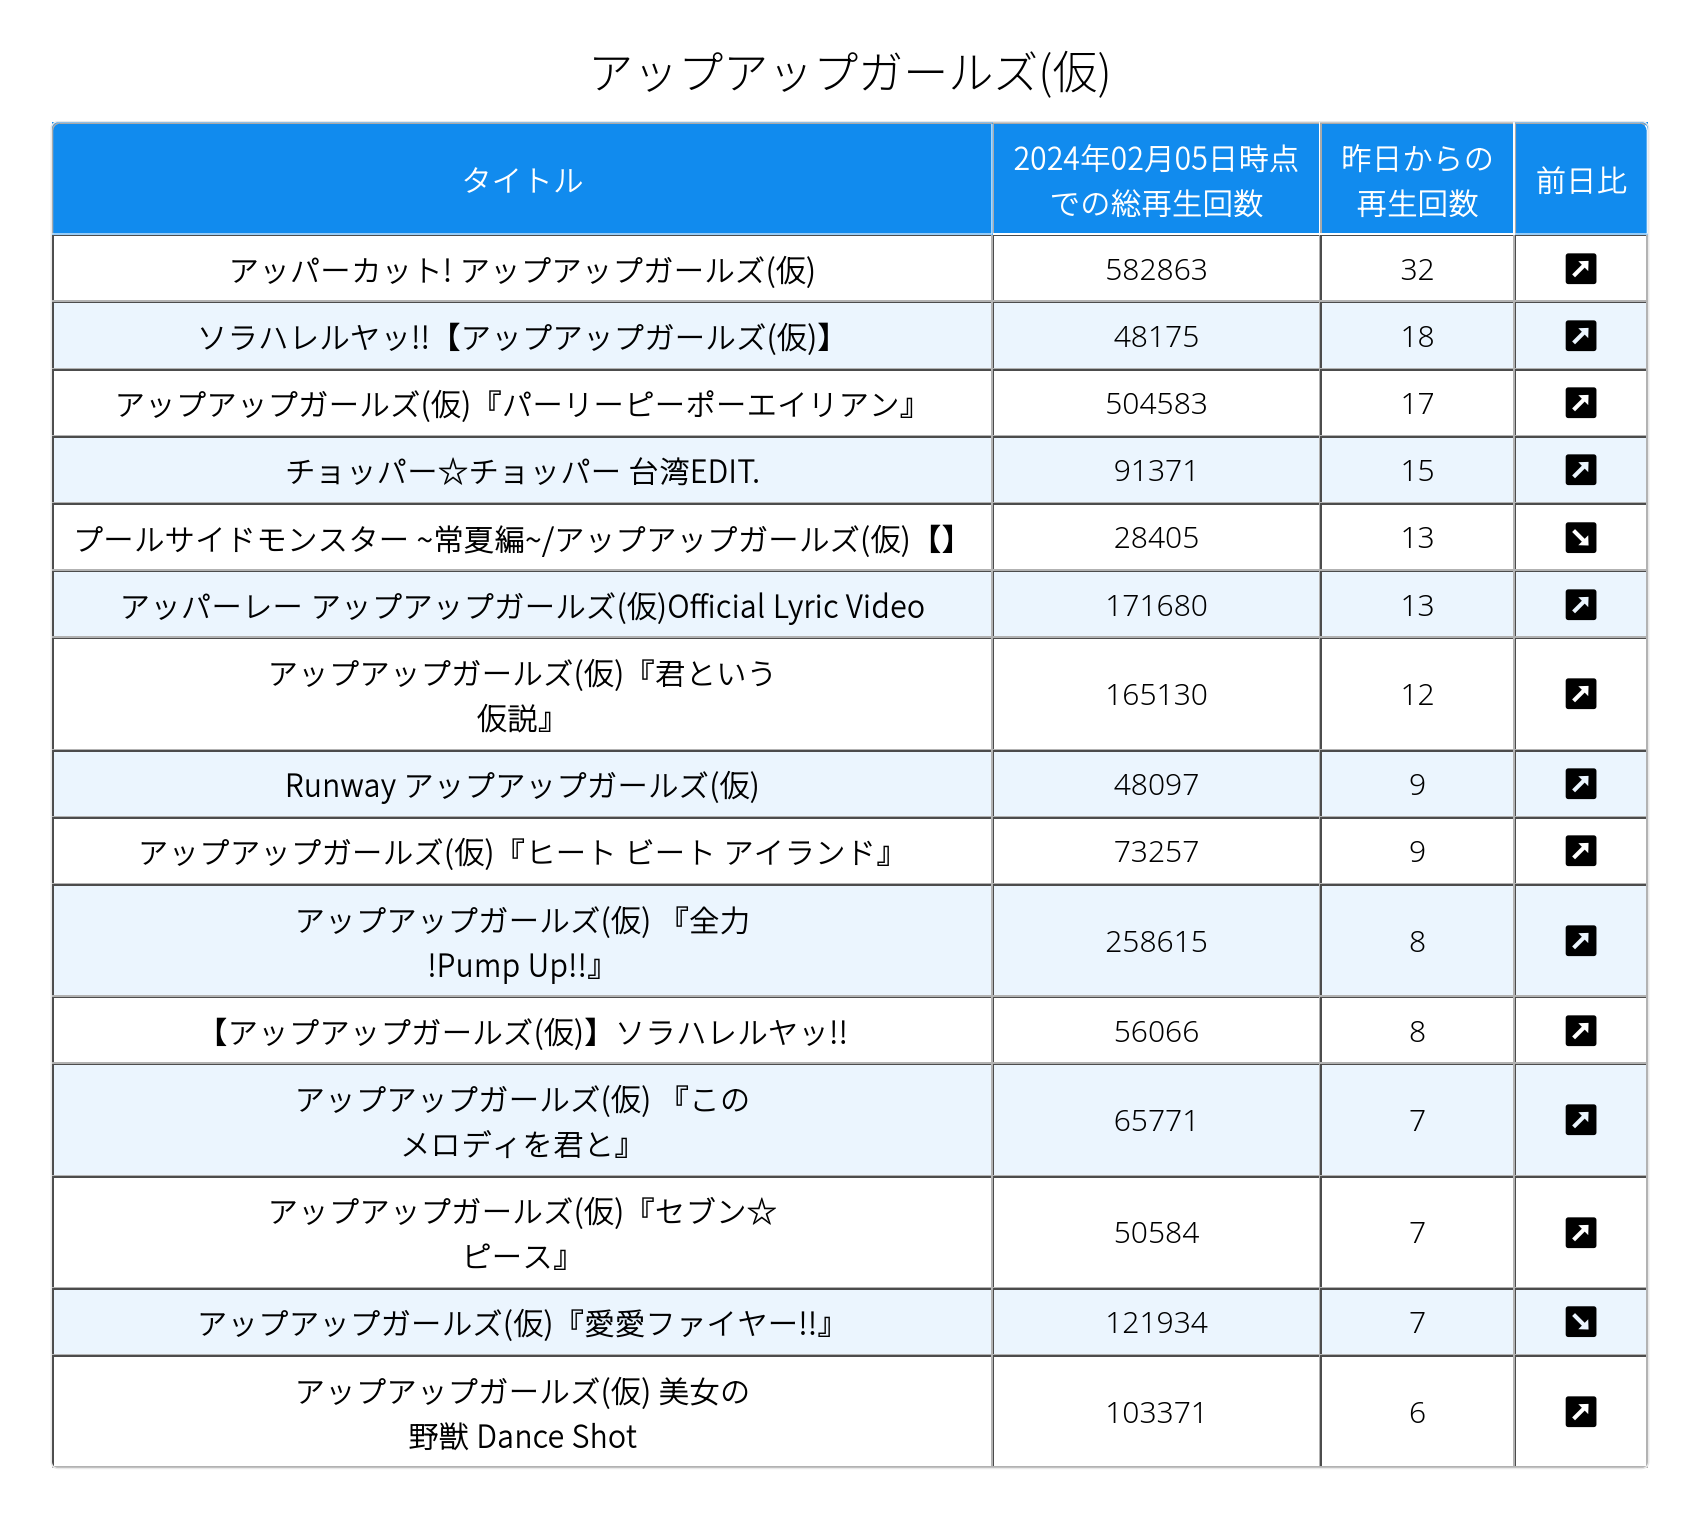 アップアップガールズ(仮)
タイトル
2024年02月05日時点
での総再生回数
昨日からの
再生回数
前日比
アッパーカット! アップアップガールズ(仮)
582863
32
ソラハレルヤッ!!【アップアップガールズ(仮)】
48175
18
アップアップガールズ(仮)『パーリーピーポーエイリアン』
504583
17
チョッパー☆チョッパー 台湾EDIT.
91371
15
プールサイドモンスター ~常夏編~/アップアップガールズ(仮)【】
28405
13
アッパーレー アップアップガールズ(仮)Official Lyric Video
171680
13
アップアップガールズ(仮)『君という
仮説』
165130
12
Runway アップアップガールズ(仮)
48097
9
アップアップガールズ(仮)『ヒート ビート アイランド』
73257
9
アップアップガールズ(仮) 『全力
!Pump Up!!』
258615
8
【アップアップガールズ(仮)】ソラハレルヤッ!!
56066
8
アップアップガールズ(仮) 『この
メロディを君と』
65771
7
アップアップガールズ(仮)『セブン☆
ピース』
50584
7
アップアップガールズ(仮)『愛愛ファイヤー!!』
121934
7
アップアップガールズ(仮) 美女の
野獣 Dance Shot
103371
6